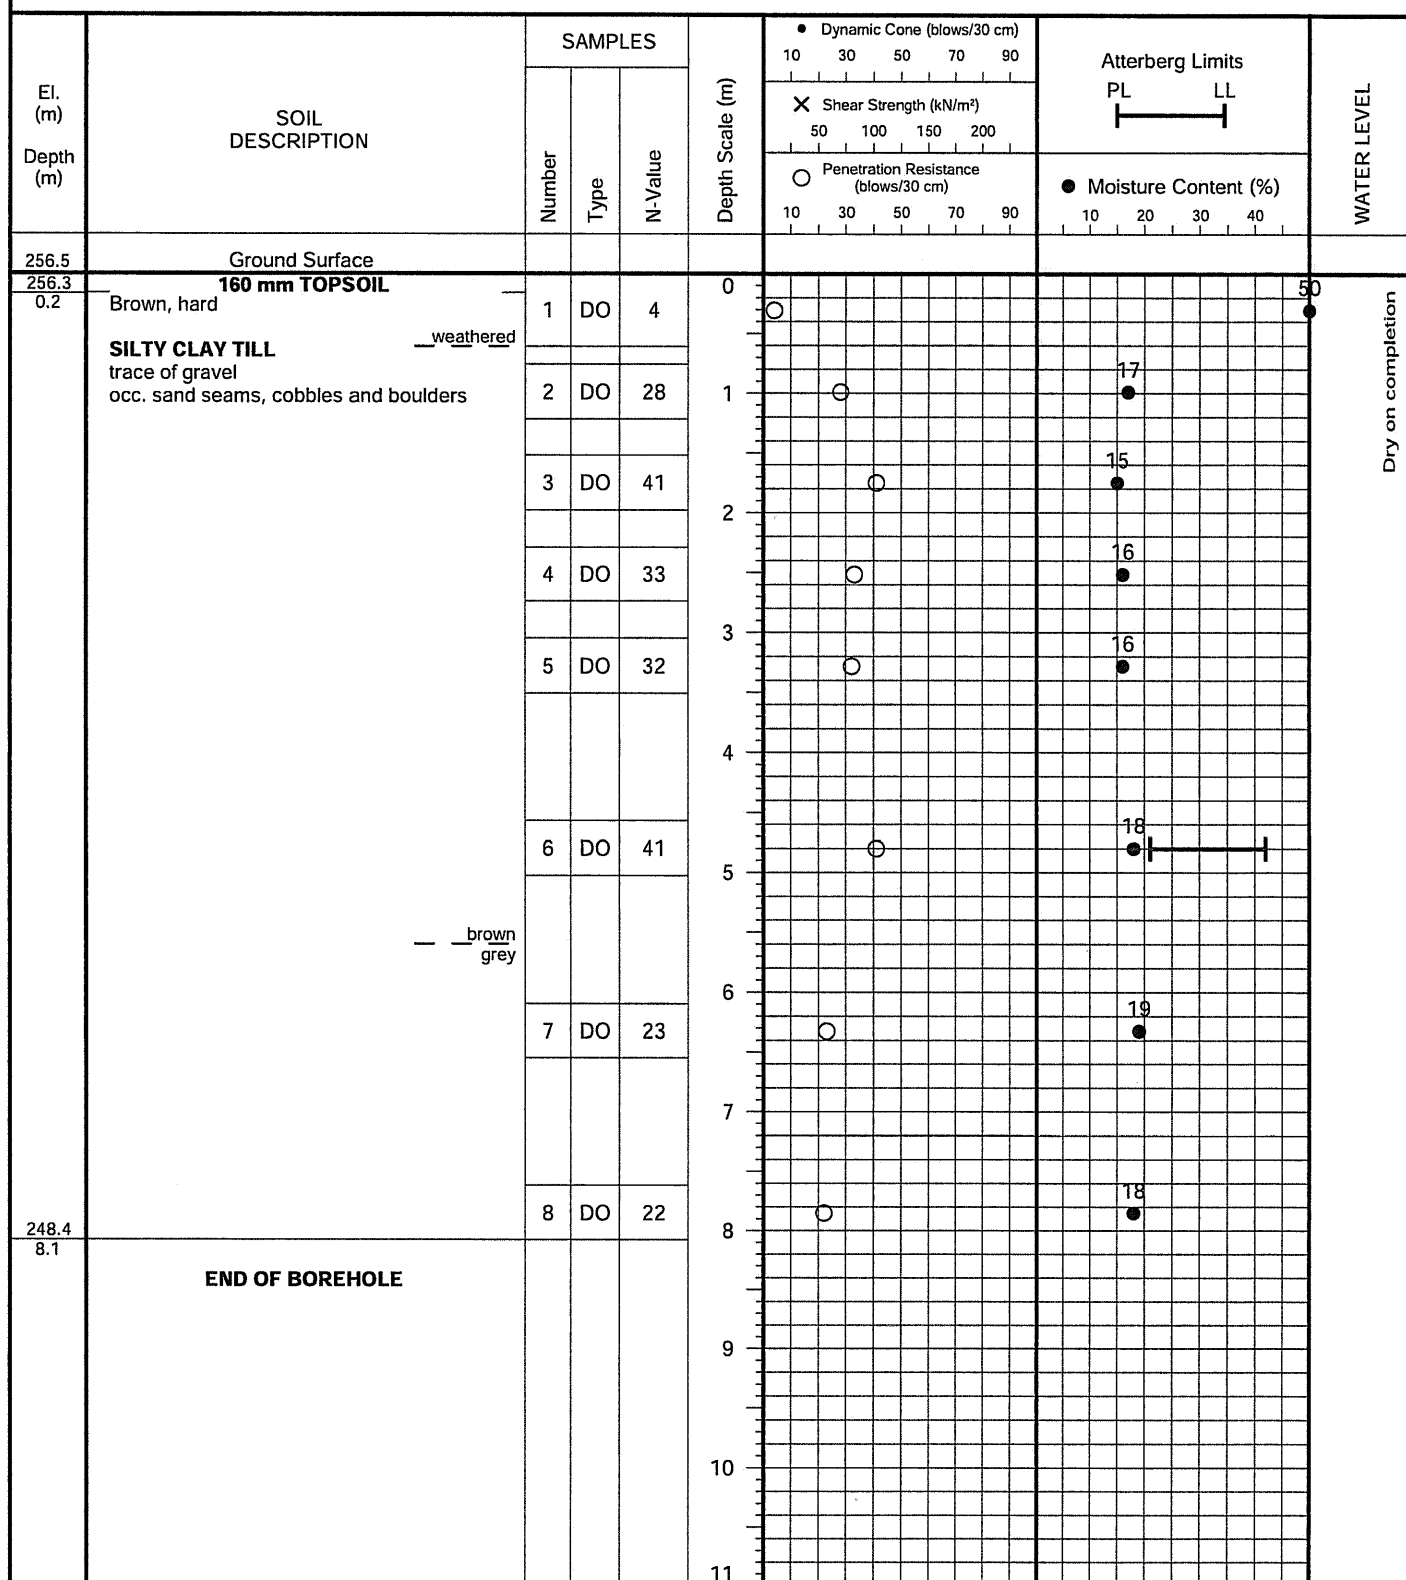 El.
(m)
Depth
(m)
SOIL
DESCRIPTION
SAMPLES
Number
Type
N-Value
Depth Scale (m)
● Dynamic Cone (blows/30 cm)
10 30 50 70 90
✕ Shear Strength (kN/m²)
50 100 150 200
○ Penetration Resistance
(blows/30 cm)
10 30 50 70 90
Atterberg Limits
PL LL
● Moisture Content (%)
10 20 30 40
WATER LEVEL
256.5 Ground Surface
256.3 160 mm TOPSOIL 0
0.2 Brown, hard 1 DO 4 50
weathered
SILTY CLAY TILL
trace of gravel 17
occ. sand seams, cobbles and boulders 2 DO 28 1
Dry on completion
15
3 DO 41
2
16
4 DO 33
3
16
5 DO 32
4
18
6 DO 41
5
brown
grey
6
19
7 DO 23
7
18
8 DO 22
248.4 8
8.1
END OF BOREHOLE
9
10
11